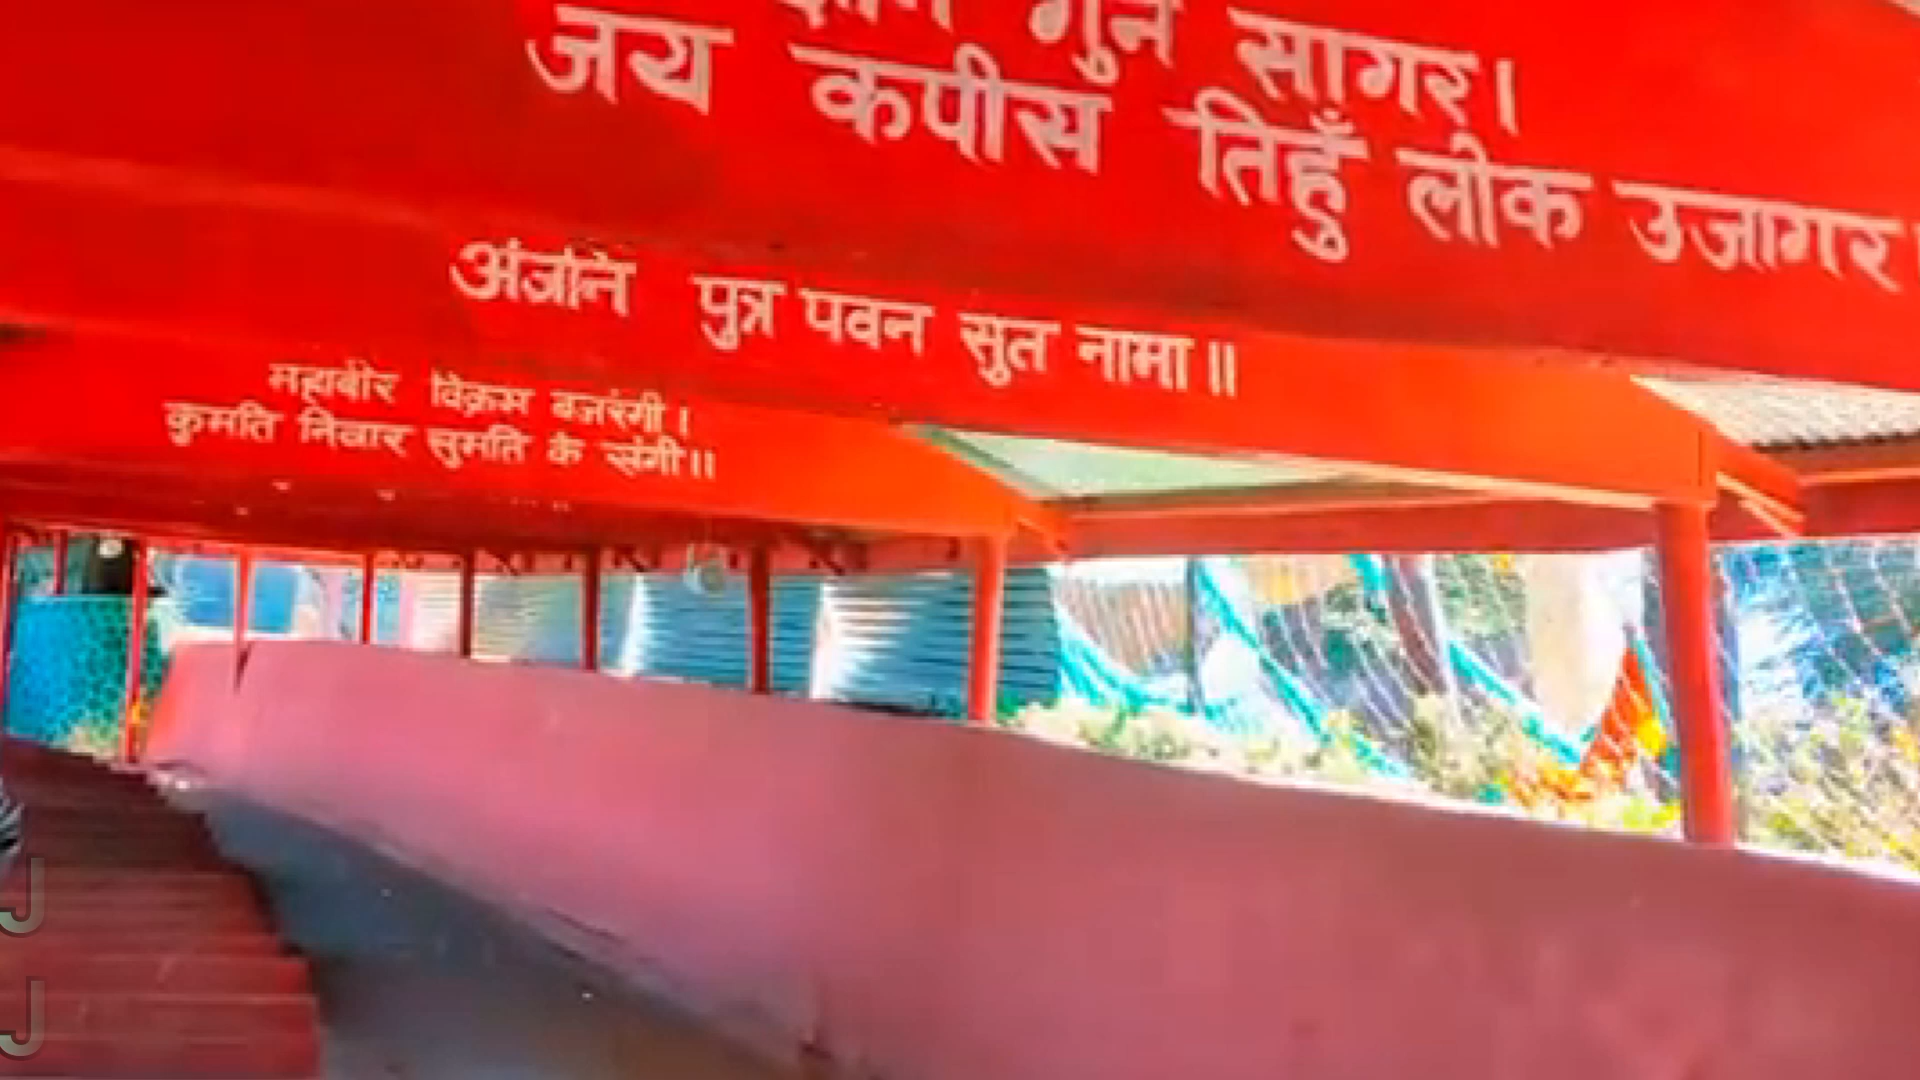 गुन सागर।
जय कपीस तिहुँ लोक उजागर।
अंजनि पुत्र पवन सुत नामा॥
महाबीर विक्रम बजरंगी।
कुमति निवार सुमति के संगी॥
J
J